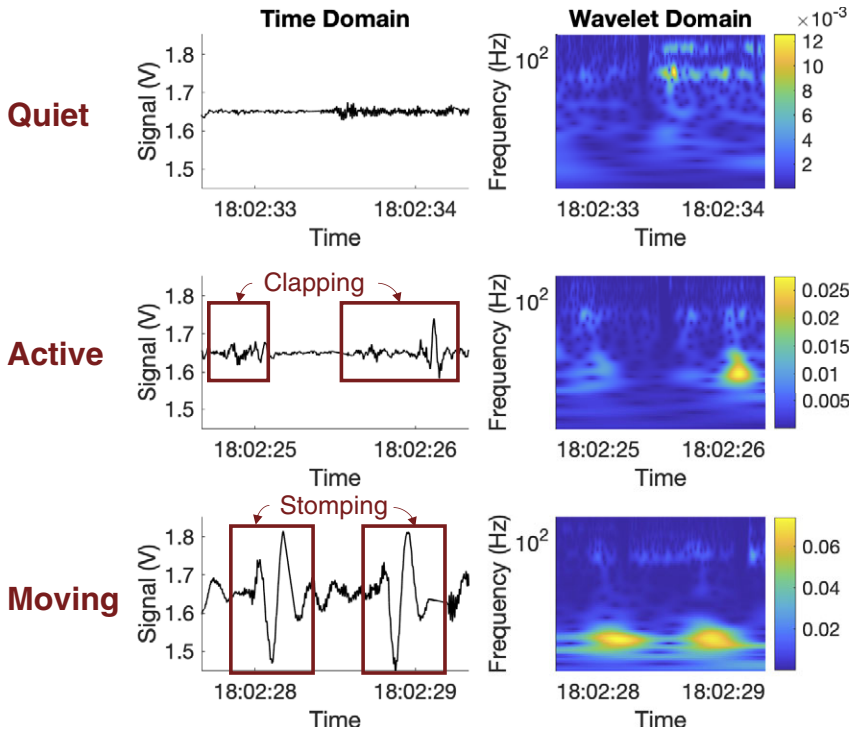 Time Domain
Wavelet Domain
Quiet
Signal (V)
1.8
1.7
1.6
1.5
18:02:33 18:02:34
Time
Frequency (Hz)
10²
18:02:33 18:02:34
Time
×10⁻³
12
10
8
6
4
2
Active
Clapping
Signal (V)
1.8
1.7
1.6
1.5
18:02:25 18:02:26
Time
Frequency (Hz)
10²
18:02:25 18:02:26
Time
0.025
0.02
0.015
0.01
0.005
Moving
Stomping
Signal (V)
1.8
1.7
1.6
1.5
18:02:28 18:02:29
Time
Frequency (Hz)
10²
18:02:28 18:02:29
Time
0.06
0.04
0.02